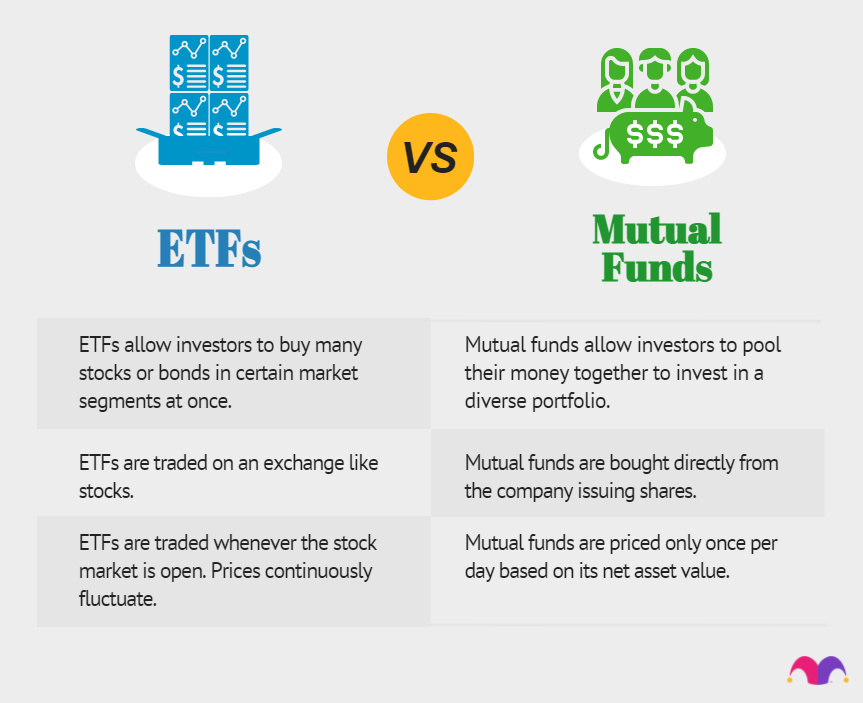 $ $
$ $
VS
$$$
ETFs
Mutual
Funds
ETFs allow investors to buy many
stocks or bonds in certain market
segments at once.
Mutual funds allow investors to pool
their money together to invest in a
diverse portfolio.
ETFs are traded on an exchange like
stocks.
Mutual funds are bought directly from
the company issuing shares.
ETFs are traded whenever the stock
market is open. Prices continuously
fluctuate.
Mutual funds are priced only once per
day based on its net asset value.